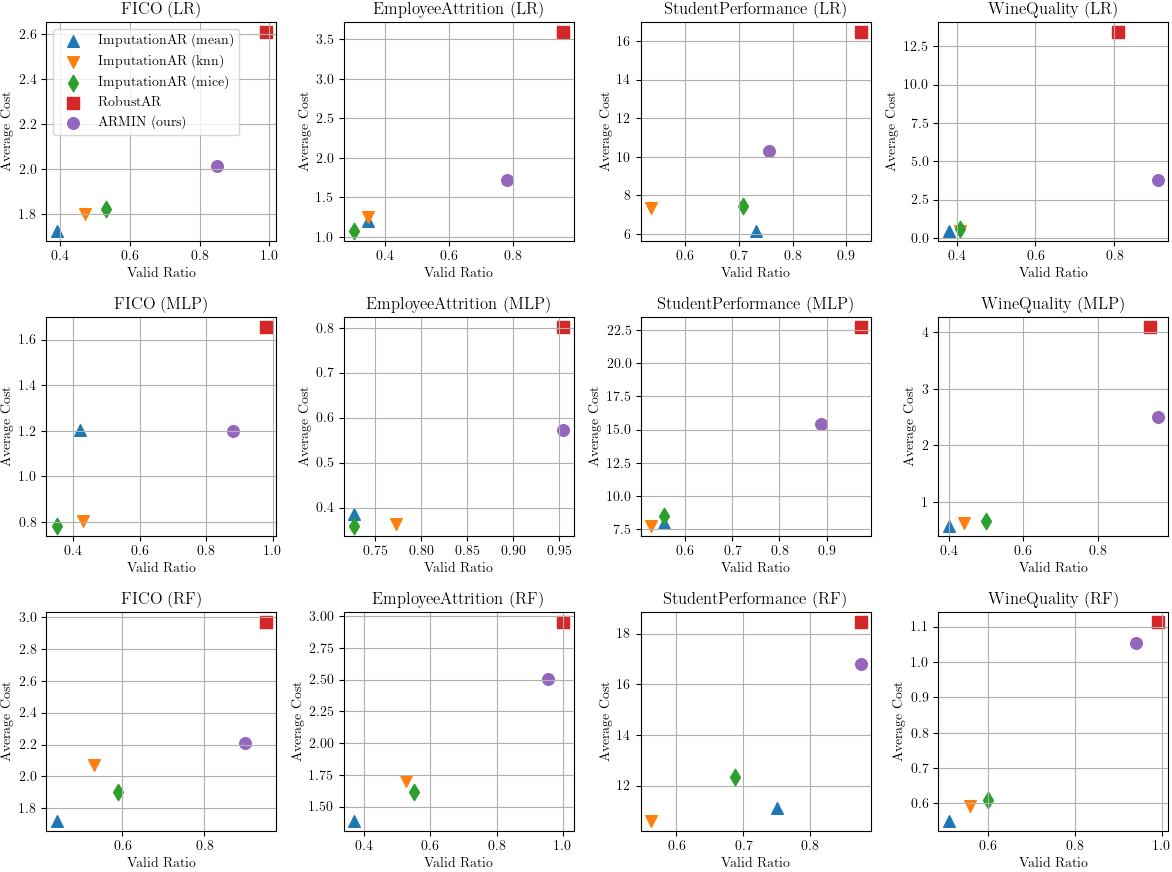 FICO (LR)
2.6
2.4
2.2
2.0
1.8
Average Cost
0.4
0.6
0.8
1.0
Valid Ratio
ImputationAR (mean)
ImputationAR (knn)
ImputationAR (mice)
RobustAR
ARMIN (ours)
EmployeeAttrition (LR)
3.5
3.0
2.5
2.0
1.5
1.0
Average Cost
0.4
0.6
0.8
Valid Ratio
StudentPerformance (LR)
16
14
12
10
8
6
Average Cost
0.6
0.7
0.8
0.9
Valid Ratio
WineQuality (LR)
12.5
10.0
7.5
5.0
2.5
0.0
Average Cost
0.4
0.6
0.8
Valid Ratio
FICO (MLP)
1.6
1.4
1.2
1.0
0.8
Average Cost
0.4
0.6
0.8
1.0
Valid Ratio
EmployeeAttrition (MLP)
0.8
0.7
0.6
0.5
0.4
Average Cost
0.75
0.80
0.85
0.90
0.95
Valid Ratio
StudentPerformance (MLP)
22.5
20.0
17.5
15.0
12.5
10.0
7.5
Average Cost
0.6
0.7
0.8
0.9
Valid Ratio
WineQuality (MLP)
4
3
2
1
Average Cost
0.4
0.6
0.8
Valid Ratio
FICO (RF)
3.0
2.8
2.6
2.4
2.2
2.0
1.8
Average Cost
0.6
0.8
Valid Ratio
EmployeeAttrition (RF)
3.00
2.75
2.50
2.25
2.00
1.75
1.50
Average Cost
0.4
0.6
0.8
1.0
Valid Ratio
StudentPerformance (RF)
18
16
14
12
Average Cost
0.6
0.7
0.8
Valid Ratio
WineQuality (RF)
1.1
1.0
0.9
0.8
0.7
0.6
Average Cost
0.6
0.8
1.0
Valid Ratio